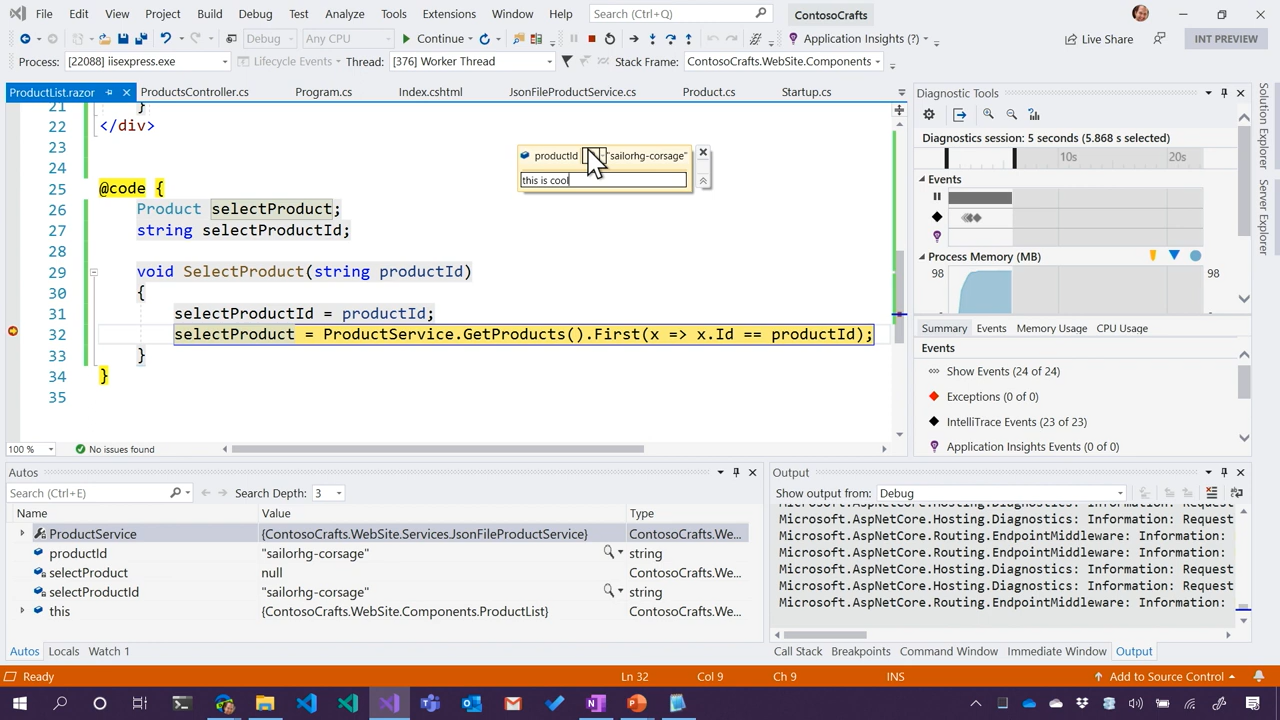 File Edit View Project Build Debug Test Analyze Tools Extensions Window Help Search (Ctrl+Q) ContosoCrafts
Debug Any CPU Continue Application Insights (?) Live Share INT PREVIEW
Process: [22088] iisexpress.exe Lifecycle Events Thread: [376] Worker Thread Stack Frame: ContosoCrafts.WebSite.Components
ProductList.razor ProductsController.cs Program.cs Index.cshtml JsonFileProductService.cs Product.cs Startup.cs
21 }
22 </div>
23
24
25 @code {
26 Product selectProduct;
27 string selectProductId;
28
29 void SelectProduct(string productId)
30 {
31 selectProductId = productId;
32 selectProduct = ProductService.GetProducts().First(x => x.Id == productId);
33 }
34 }
35
productId "sailorhg-corsage"
this is cool
100 % No issues found
Diagnostic Tools
Diagnostics session: 5 seconds (5.868 s selected)
10s 20s
Events
Process Memory (MB)
98 98
Summary Events Memory Usage CPU Usage
Events
Show Events (24 of 24)
Exceptions (0 of 0)
IntelliTrace Events (23 of 23)
Application Insights Events (0 of 0)
Solution Explorer
Server Explorer
Autos
Search (Ctrl+E) Search Depth: 3
Name Value Type
ProductService {ContosoCrafts.WebSite.Services.JsonFileProductService} ContosoCrafts.We...
productId "sailorhg-corsage" string
selectProduct null ContosoCrafts.We...
selectProductId "sailorhg-corsage" string
this {ContosoCrafts.WebSite.Components.ProductList} ContosoCrafts.We...
Autos Locals Watch 1
Output
Show output from: Debug
Microsoft.AspNetCore.Hosting.Diagnostics: Information: Request
Microsoft.AspNetCore.Hosting.Diagnostics: Information: Request
Microsoft.AspNetCore.Routing.EndpointMiddleware: Information:
Microsoft.AspNetCore.Routing.EndpointMiddleware: Information:
Microsoft.AspNetCore.Hosting.Diagnostics: Information: Request
Microsoft.AspNetCore.Hosting.Diagnostics: Information: Request
Microsoft.AspNetCore.Routing.EndpointMiddleware: Information:
Call Stack Breakpoints Command Window Immediate Window Output
Ready Ln 32 Col 9 Ch 9 INS Add to Source Control